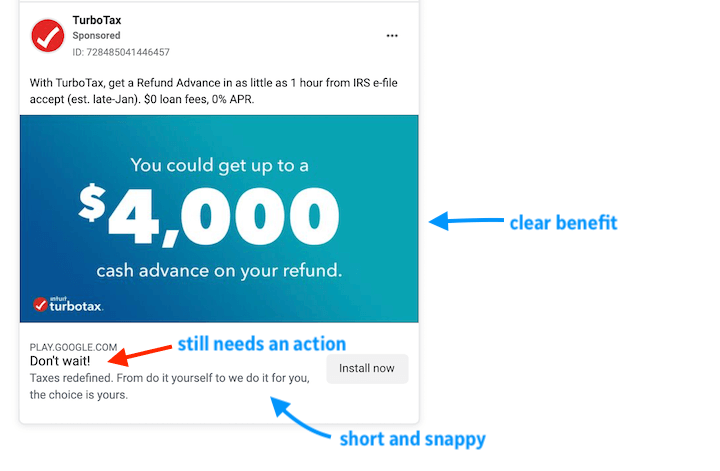 TurboTax
Sponsored
ID: 728485041446457
...
With TurboTax, get a Refund Advance in as little as 1 hour from IRS e-file
accept (est. late-Jan). $0 loan fees, 0% APR.
You could get up to a
$4,000
cash advance on your refund.
intuit
turbotax.
clear benefit
PLAY.GOOGLE.COM
Don't wait!
still needs an action
Taxes redefined. From do it yourself to we do it for you,
the choice is yours.
Install now
short and snappy